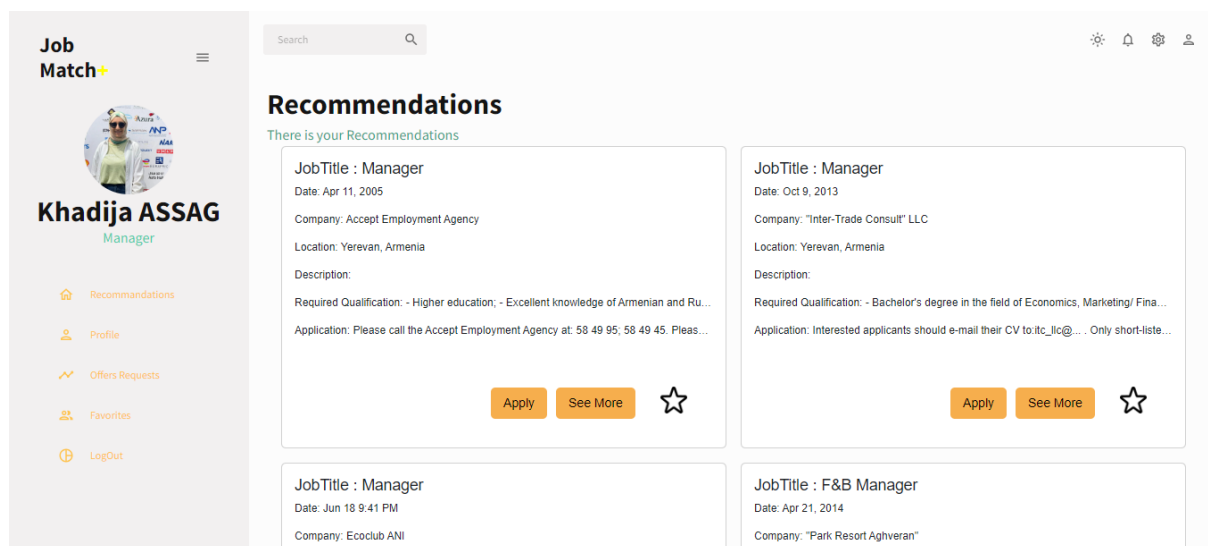 Job
Match+
Khadija ASSAG
Manager
Recommandations
Profile
Offers Requests
Favorites
LogOut
Search
Recommendations
There is your Recommendations
JobTitle : Manager
Date: Apr 11, 2005
Company: Accept Employment Agency
Location: Yerevan, Armenia
Description:
Required Qualification: - Higher education; - Excellent knowledge of Armenian and Ru...
Application: Please call the Accept Employment Agency at: 58 49 95; 58 49 45. Pleas...
Apply See More
JobTitle : Manager
Date: Oct 9, 2013
Company: "Inter-Trade Consult" LLC
Location: Yerevan, Armenia
Description:
Required Qualification: - Bachelor's degree in the field of Economics, Marketing/ Fina...
Application: Interested applicants should e-mail their CV to:itc_llc@... . Only short-liste...
Apply See More
JobTitle : Manager
Date: Jun 18 9:41 PM
Company: Ecoclub ANI
JobTitle : F&B Manager
Date: Apr 21, 2014
Company: "Park Resort Aghveran"